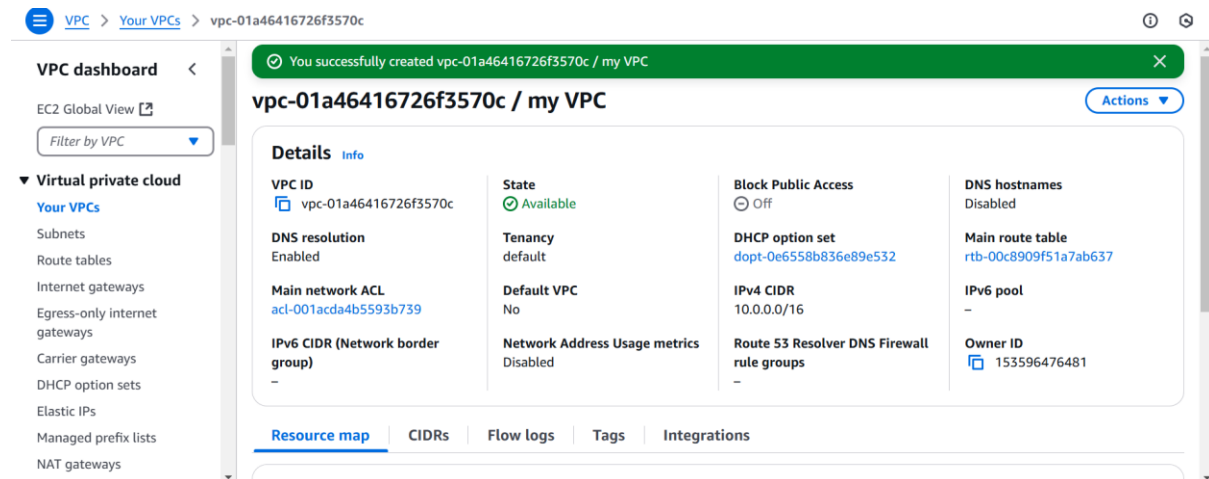 VPC > Your VPCs > vpc-01a46416726f3570c
VPC dashboard
EC2 Global View
Filter by VPC
Virtual private cloud
Your VPCs
Subnets
Route tables
Internet gateways
Egress-only internet
gateways
Carrier gateways
DHCP option sets
Elastic IPs
Managed prefix lists
NAT gateways
You successfully created vpc-01a46416726f3570c / my VPC
vpc-01a46416726f3570c / my VPC
Actions
Details Info
VPC ID
vpc-01a46416726f3570c
State
Available
Block Public Access
Off
DNS hostnames
Disabled
DNS resolution
Enabled
Tenancy
default
DHCP option set
dopt-0e6558b836e89e532
Main route table
rtb-00c8909f51a7ab637
Main network ACL
acl-001acda4b5593b739
Default VPC
No
IPv4 CIDR
10.0.0.0/16
IPv6 pool
–
IPv6 CIDR (Network border
group)
–
Network Address Usage metrics
Disabled
Route 53 Resolver DNS Firewall
rule groups
–
Owner ID
153596476481
Resource map CIDRs Flow logs Tags Integrations